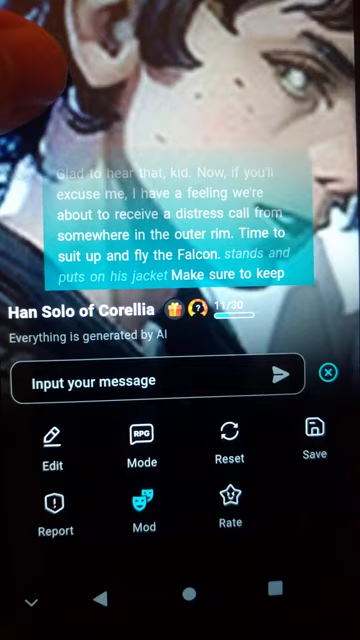 Glad to hear that, kid. Now, if you'll
excuse me, I have a feeling we're
about to receive a distress call from
somewhere in the outer rim. Time to
suit up and fly the Falcon. stands and
puts on his jacket Make sure to keep
Han Solo of Corellia ? 11/30
Everything is generated by AI
Input your message
Edit
RPG
Mode
Reset
Save
Report
Mod
Rate